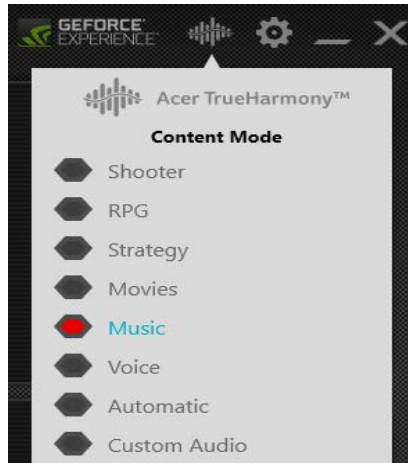 GEFORCE
EXPERIENCE
Acer TrueHarmony™
Content Mode
Shooter
RPG
Strategy
Movies
Music
Voice
Automatic
Custom Audio